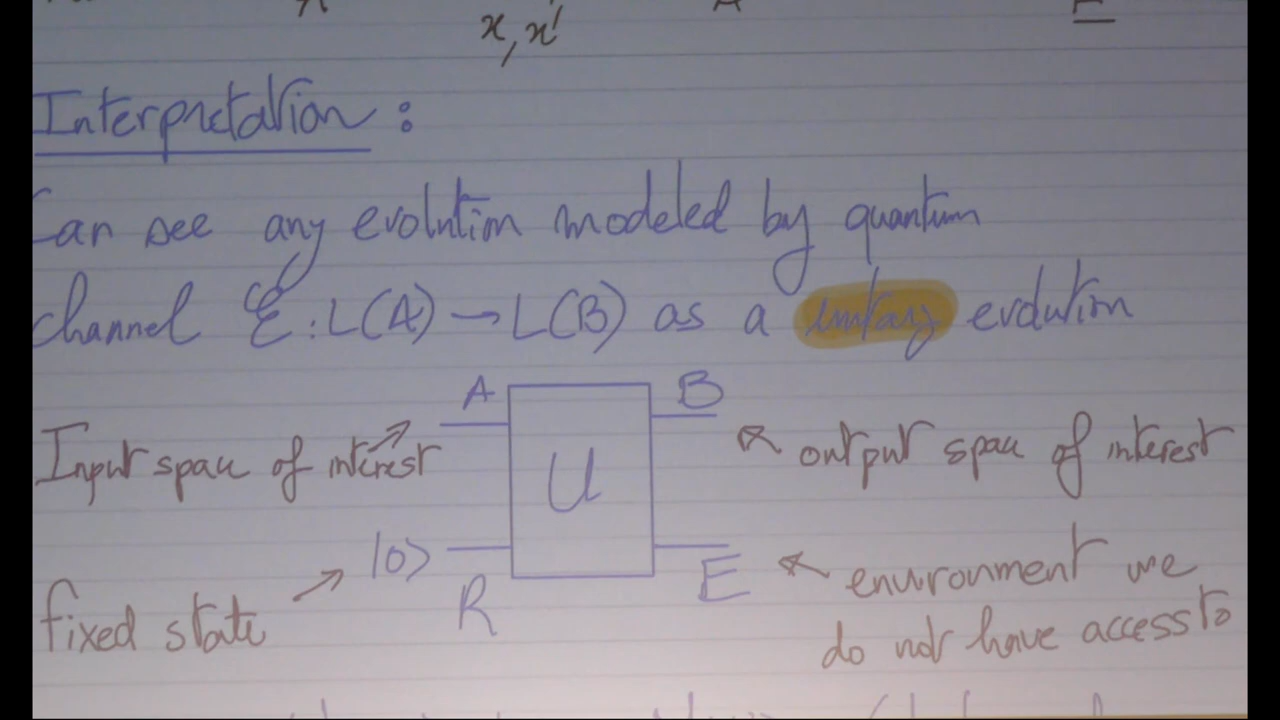 x, x'
Interpretation :
Can see any evolution modeled by quantum
channel ℰ : L(A) → L(B) as a unitary evolution
A B
Input space of interest
U
output space of interest
|0⟩
R E
fixed state
environment we
do not have access to